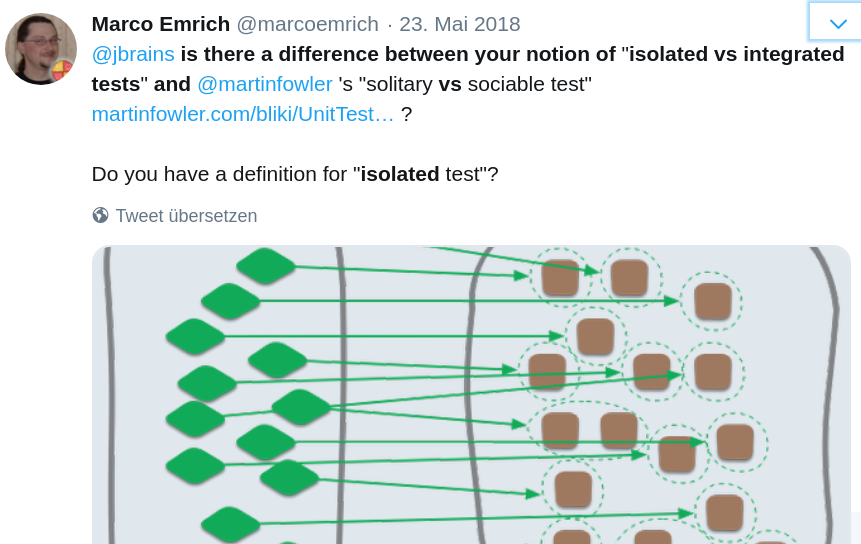 Marco Emrich @marcoemrich · 23. Mai 2018
@jbrains is there a difference between your notion of "isolated vs integrated
tests" and @martinfowler 's "solitary vs sociable test"
martinfowler.com/bliki/UnitTest… ?
Do you have a definition for "isolated test"?
Tweet übersetzen